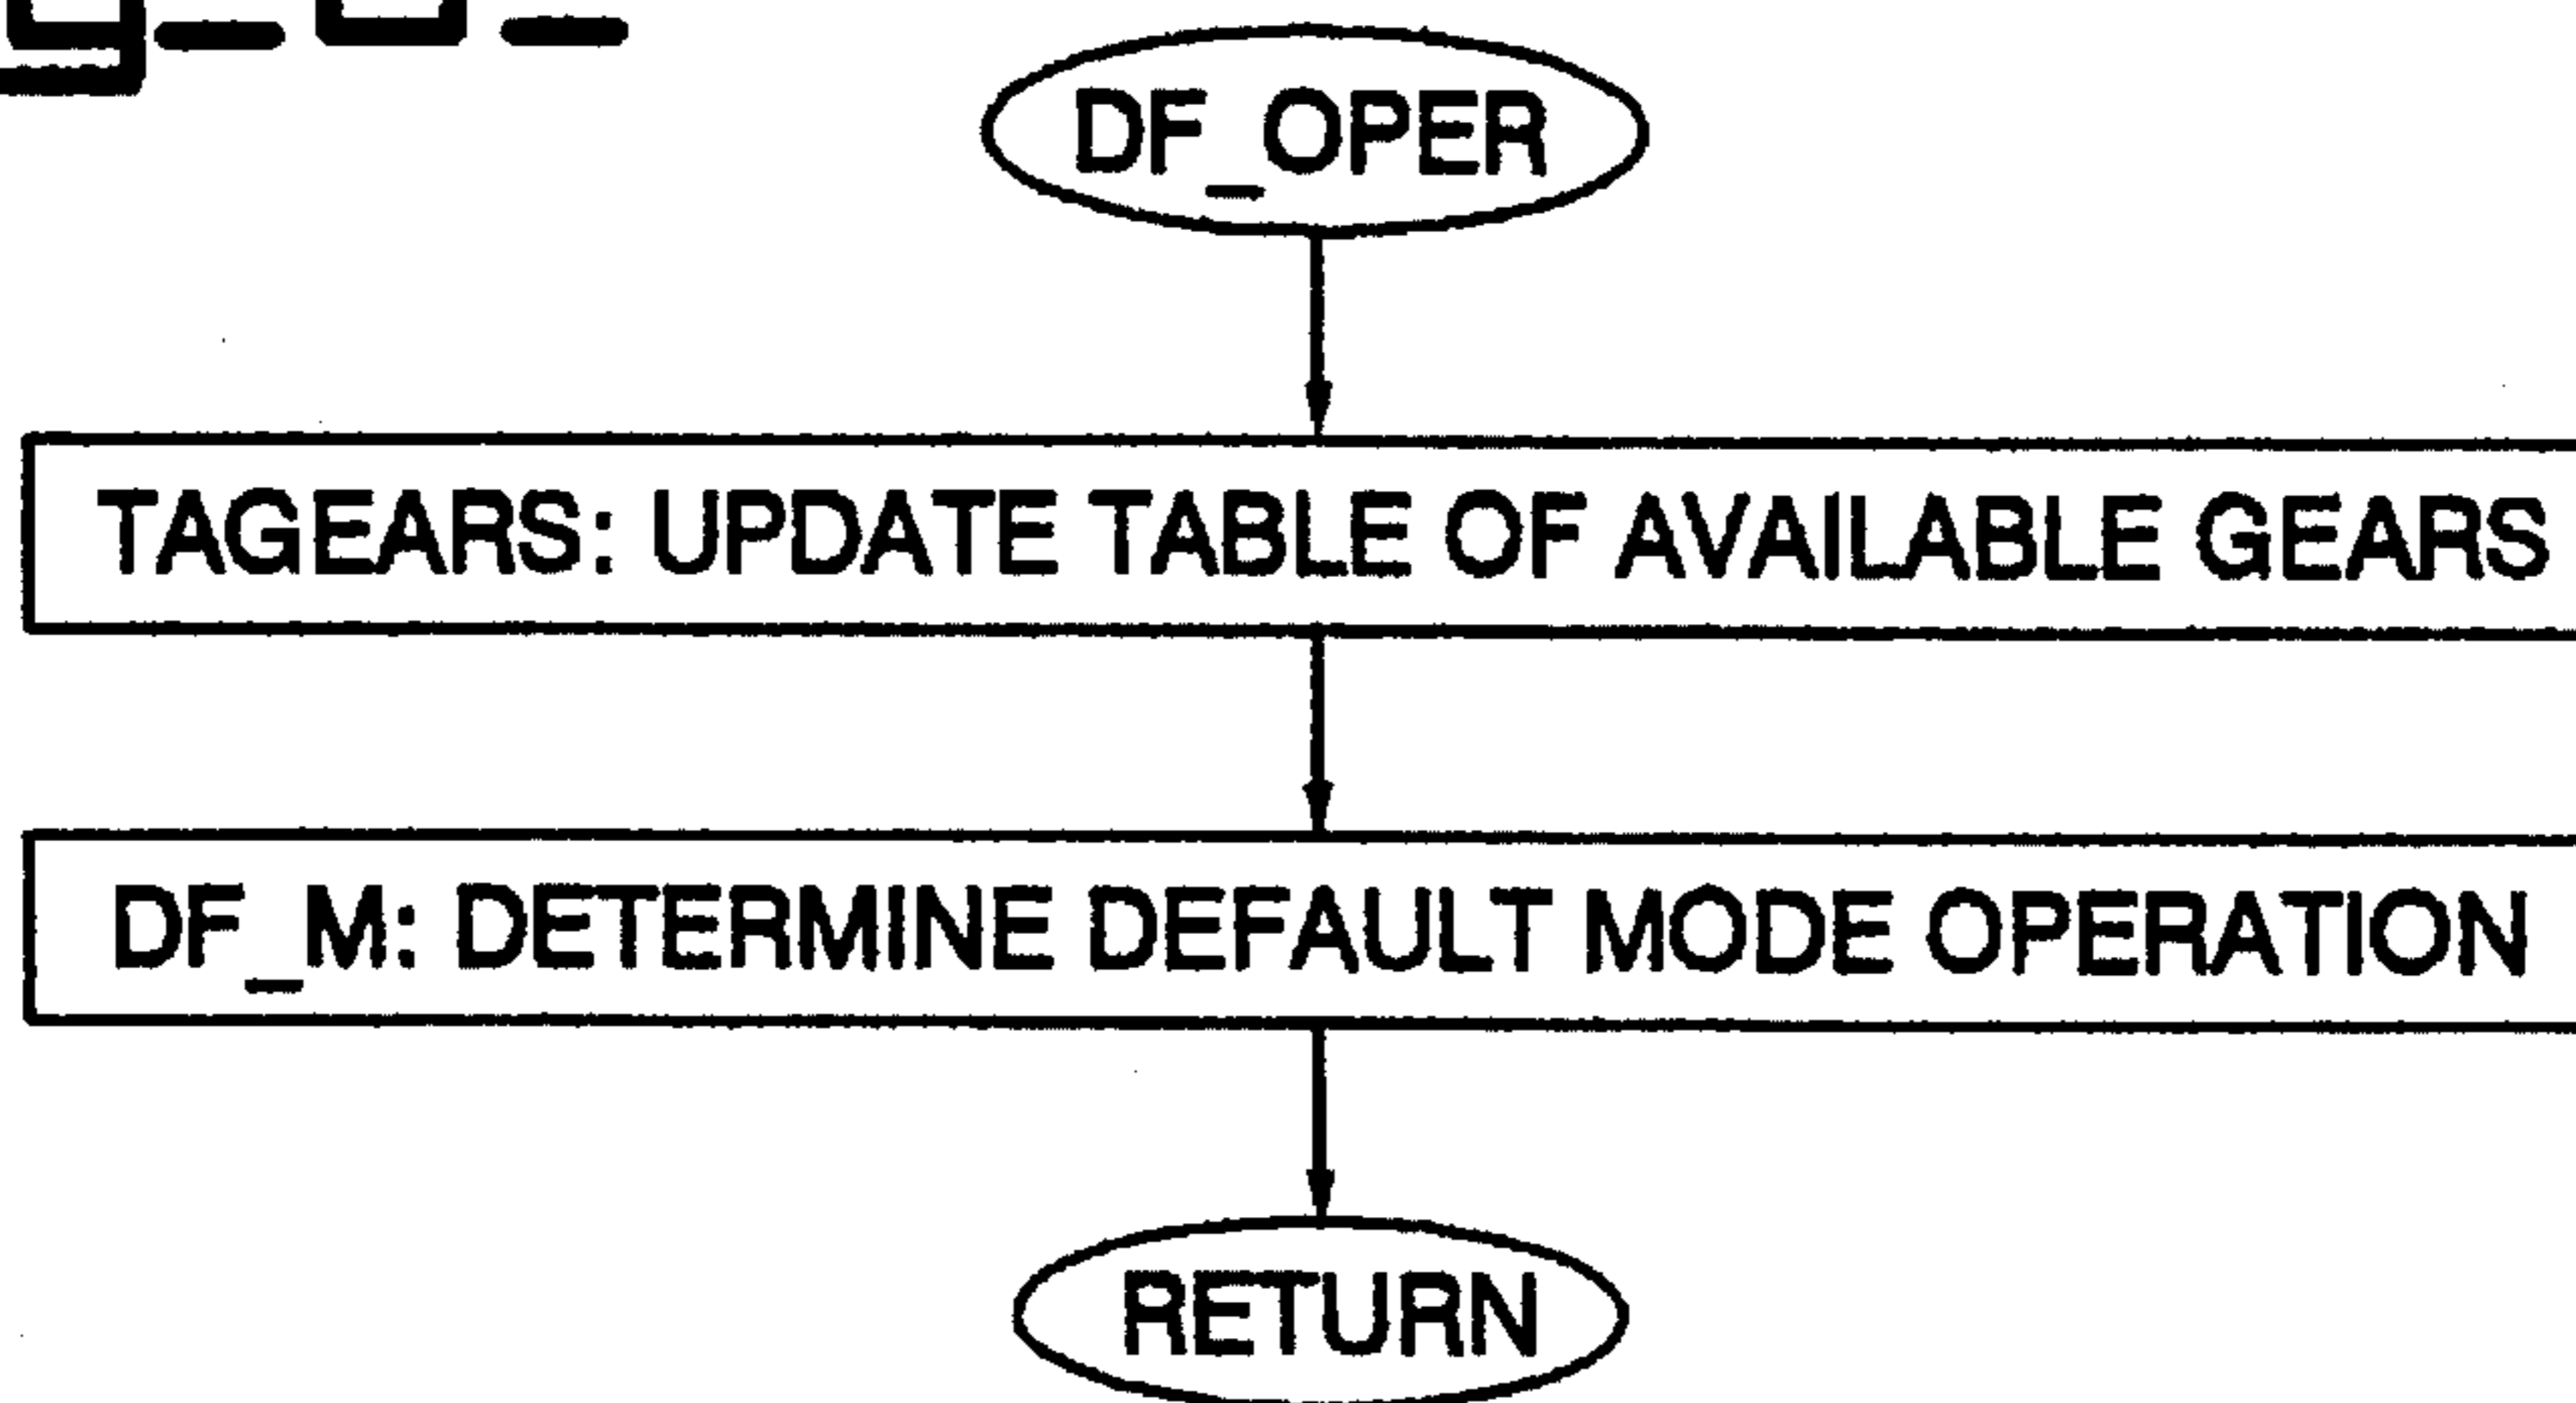 DF_OPER
TAGEARS: UPDATE TABLE OF AVAILABLE GEARS
DF_M: DETERMINE DEFAULT MODE OPERATION
RETURN